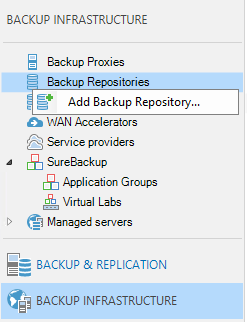 BACKUP INFRASTRUCTURE
Backup Proxies
Backup Repositories
Add Backup Repository...
WAN Accelerators
Service providers
SureBackup
Application Groups
Virtual Labs
Managed servers
BACKUP & REPLICATION
BACKUP INFRASTRUCTURE